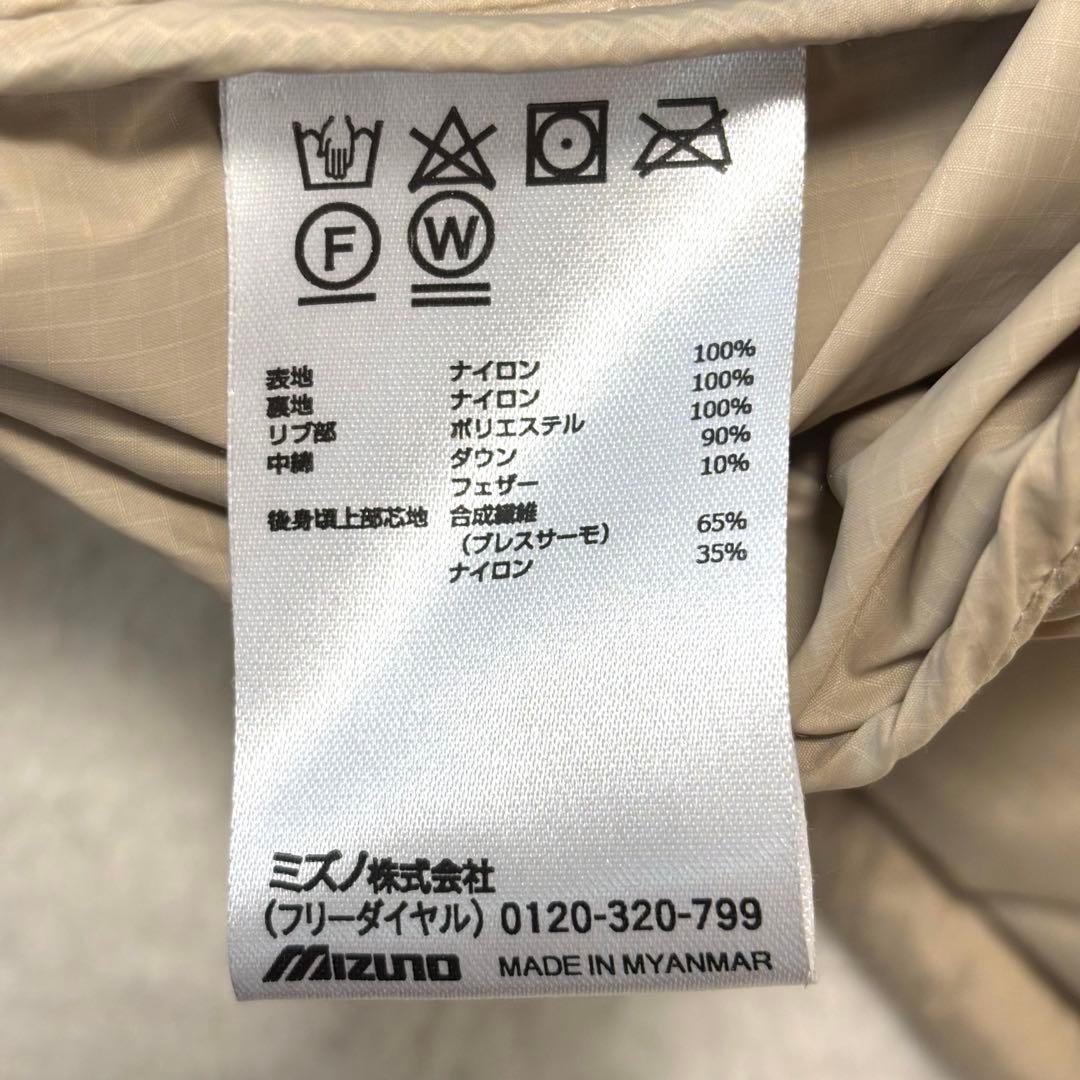 F W
表地 ナイロン 100%
裏地 ナイロン 100%
リブ部 ポリエステル 100%
中綿 ダウン 90%
フェザー 10%
後身頃上部芯地 合成繊維
(ブレスサーモ) 65%
ナイロン 35%
ミズノ株式会社
(フリーダイヤル) 0120-320-799
MIZUNO MADE IN MYANMAR